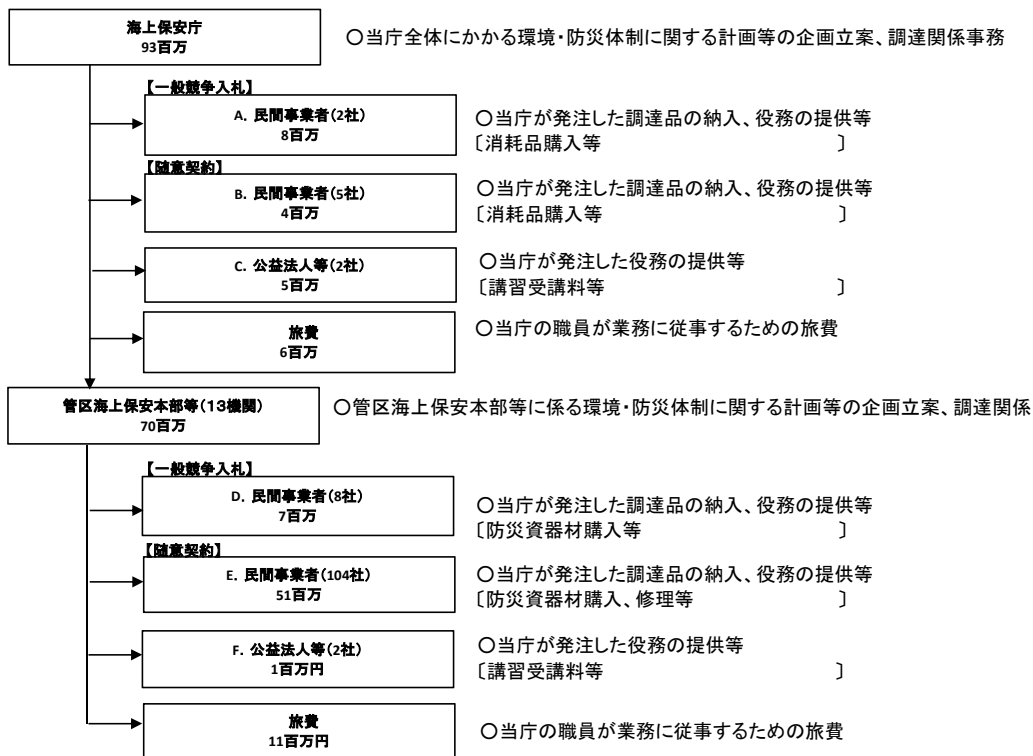 海上保安庁
93百万
○当庁全体にかかる環境・防災体制に関する計画等の企画立案、調達関係事務
【一般競争入札】
A. 民間事業者(2社)
8百万
○当庁が発注した調達品の納入、役務の提供等
〔消耗品購入等 〕
【随意契約】
B. 民間事業者(5社)
4百万
○当庁が発注した調達品の納入、役務の提供等
〔消耗品購入等 〕
C. 公益法人等(2社)
5百万
○当庁が発注した役務の提供等
〔講習受講料等 〕
旅費
6百万
○当庁の職員が業務に従事するための旅費
管区海上保安本部等(13機関)
70百万
○管区海上保安本部等に係る環境・防災体制に関する計画等の企画立案、調達関係
【一般競争入札】
D. 民間事業者(8社)
7百万
○当庁が発注した調達品の納入、役務の提供等
〔防災資器材購入等 〕
【随意契約】
E. 民間事業者(104社)
51百万
○当庁が発注した調達品の納入、役務の提供等
〔防災資器材購入、修理等 〕
F. 公益法人等(2社)
1百万円
○当庁が発注した役務の提供等
〔講習受講料等 〕
旅費
11百万円
○当庁の職員が業務に従事するための旅費